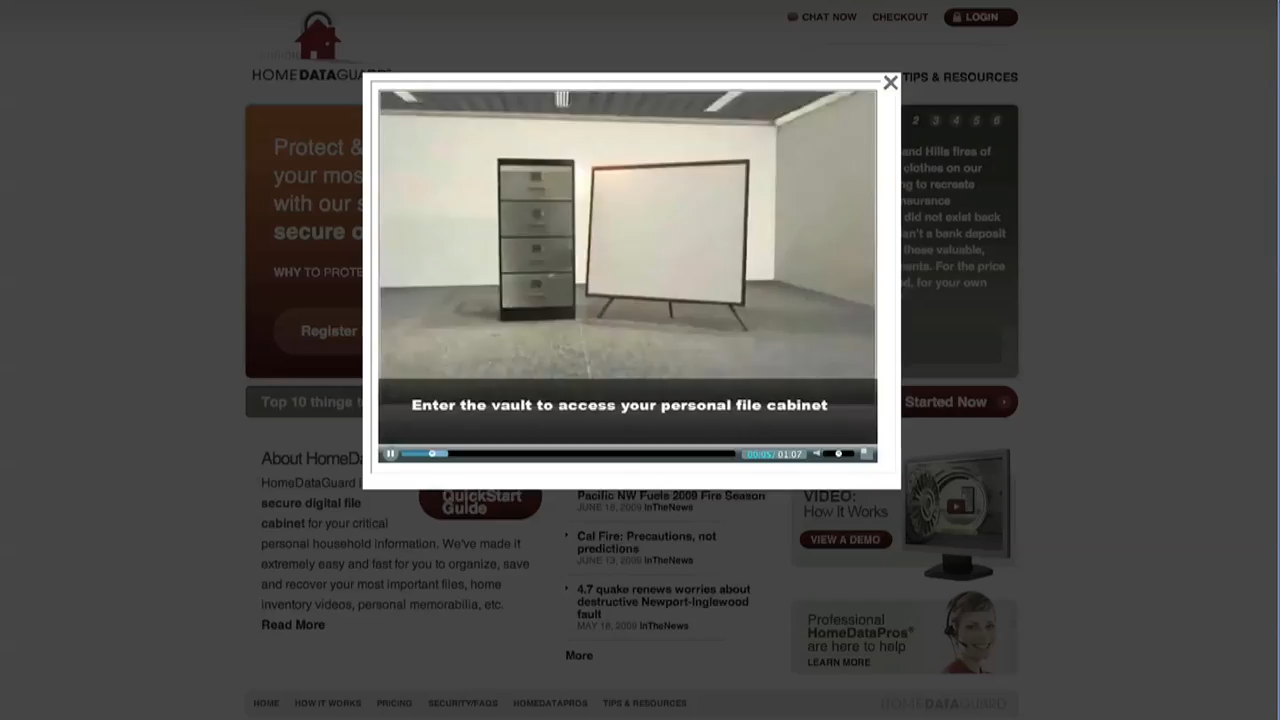 CHAT NOW
CHECKOUT
LOGIN
HOMEDATAGUARD
TIPS & RESOURCES
2 3 4 5 6
Protect &
your mos
with our s
secure o
WHY TO PROTE
Register
and Hills fires of
clothes on our
ng to recreate
nsurance
did not exist back
an't a bank deposit
these valuable,
ents. For the price
d, for your own
Enter the vault to access your personal file cabinet
00:05/ 01:07
Top 10 things t
Started Now
About HomeD
HomeDataGuard i
secure digital file
cabinet for your critical
personal household information. We've made it
extremely easy and fast for you to organize, save
and recover your most important files, home
inventory videos, personal memorabilia, etc.
Read More
QuickStart
Guide
Pacific NW Fuels 2009 Fire Season
JUNE 18, 2009 InTheNews
Cal Fire: Precautions, not
predictions
JUNE 13, 2009 InTheNews
4.7 quake renews worries about
destructive Newport-Inglewood
fault
MAY 18, 2009 InTheNews
More
VIDEO:
How It Works
VIEW A DEMO
Professional
HomeDataPros®
are here to help
LEARN MORE
HOME
HOW IT WORKS
PRICING
SECURITY/FAQS
HOMEDATAPROS
TIPS & RESOURCES
HOMEDATAGUARD